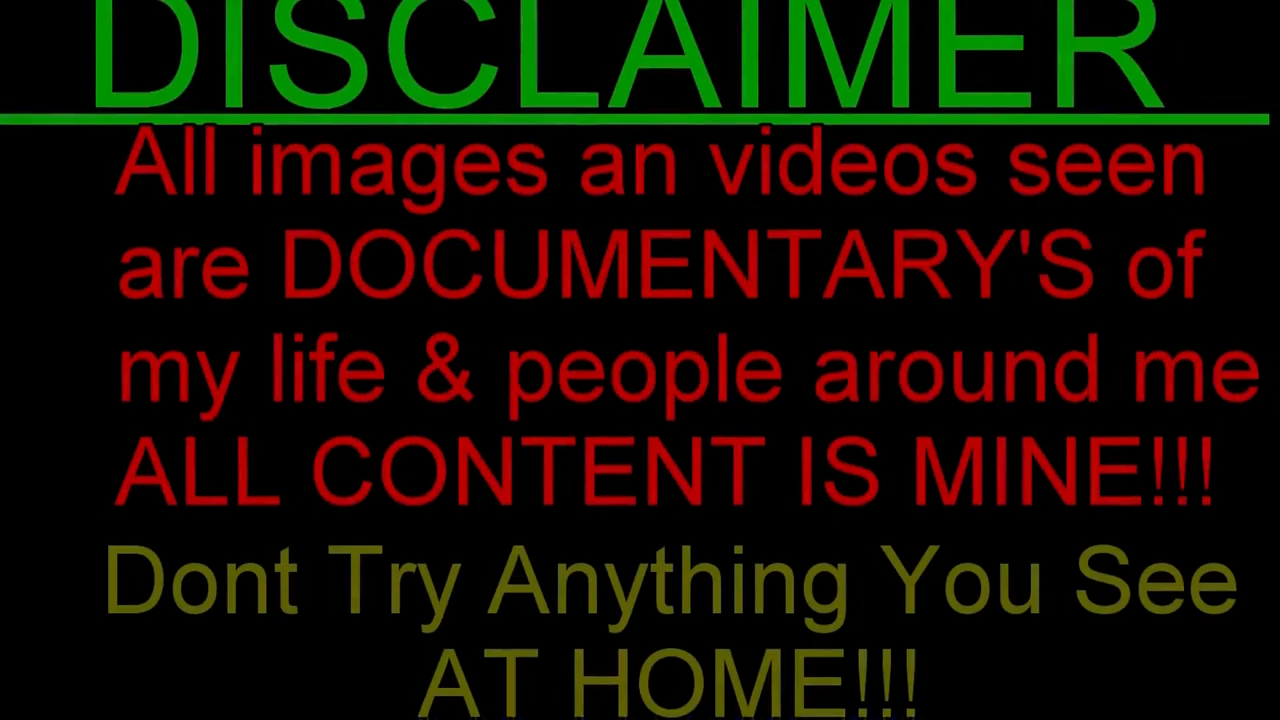 DISCLAIMER
All images an videos seen
are DOCUMENTARY'S of
my life & people around me
ALL CONTENT IS MINE!!!
Dont Try Anything You See
AT HOME!!!